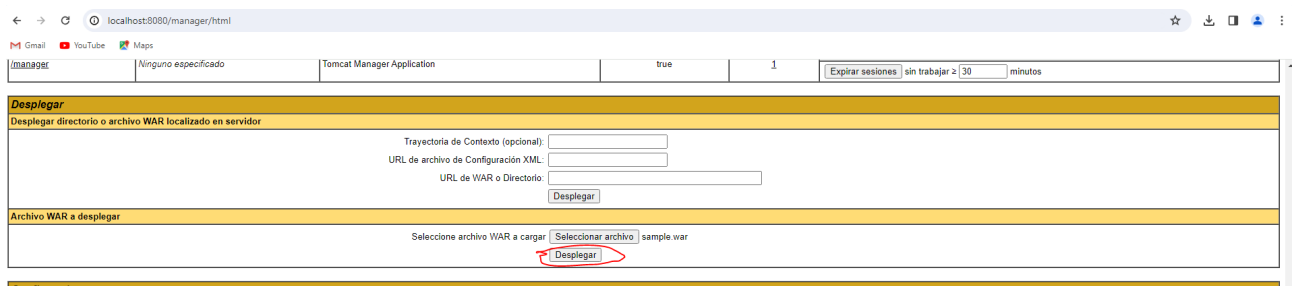 localhost:8080/manager/html
Gmail YouTube Maps
/manager Ninguno especificado Tomcat Manager Application true 1
Expirar sesiones sin trabajar ≥ 30 minutos
Desplegar
Desplegar directorio o archivo WAR localizado en servidor
Trayectoria de Contexto (opcional):
URL de archivo de Configuración XML:
URL de WAR o Directorio:
Desplegar
Archivo WAR a desplegar
Seleccione archivo WAR a cargar Seleccionar archivo sample.war
Desplegar